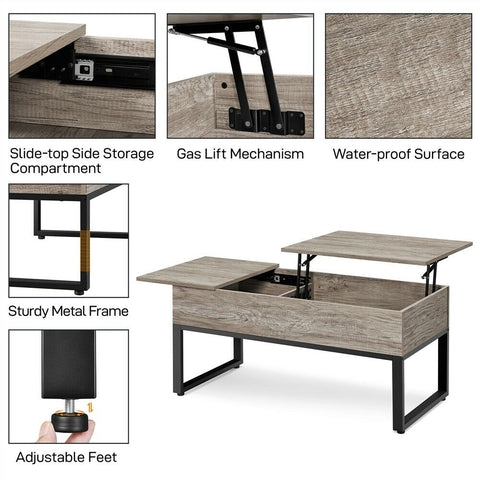 Slide-top Side Storage
Compartment
Gas Lift Mechanism
Water-proof Surface
Sturdy Metal Frame
Adjustable Feet